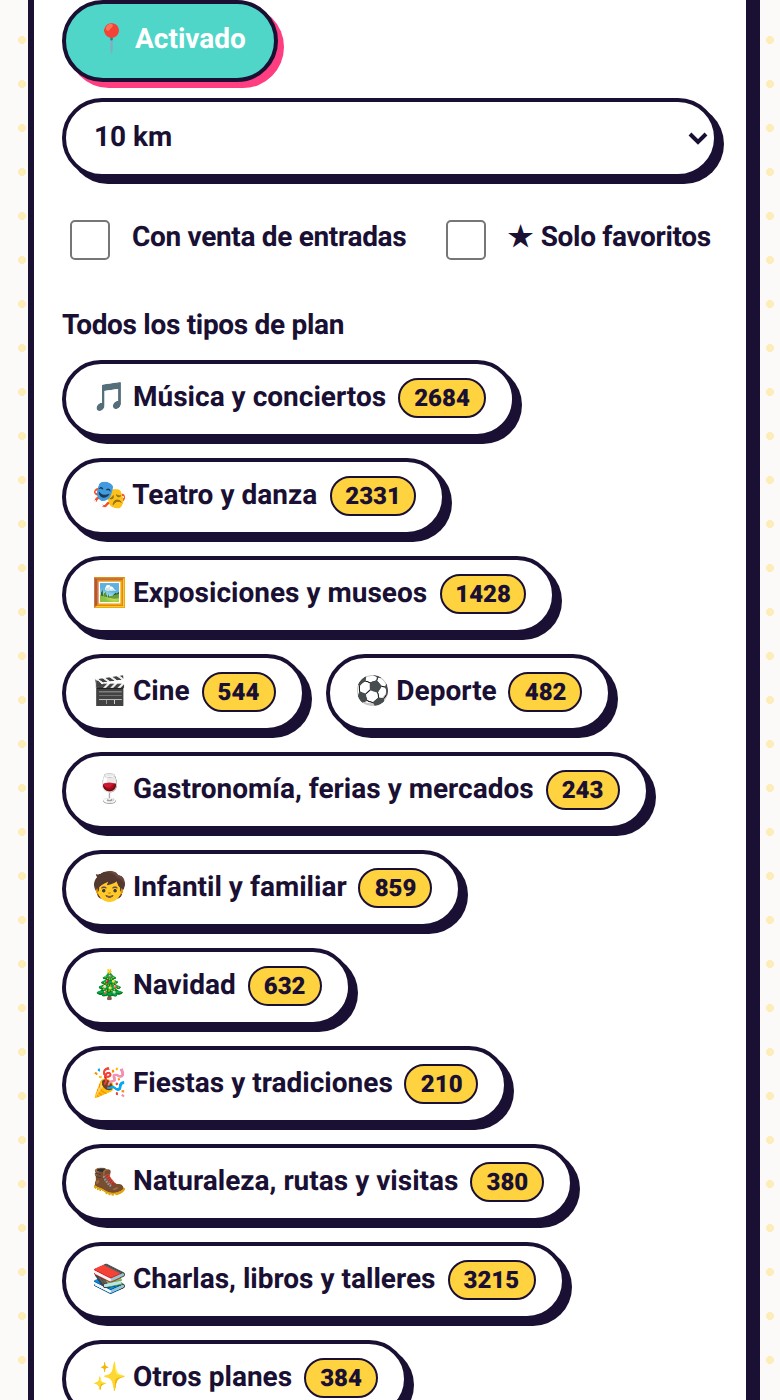 📍 Activado
10 km
Con venta de entradas ★ Solo favoritos
Todos los tipos de plan
🎵 Música y conciertos 2684
🎭 Teatro y danza 2331
🖼️ Exposiciones y museos 1428
🎬 Cine 544 ⚽ Deporte 482
🍷 Gastronomía, ferias y mercados 243
🧒 Infantil y familiar 859
🎄 Navidad 632
🎉 Fiestas y tradiciones 210
🥾 Naturaleza, rutas y visitas 380
📚 Charlas, libros y talleres 3215
✨ Otros planes 384